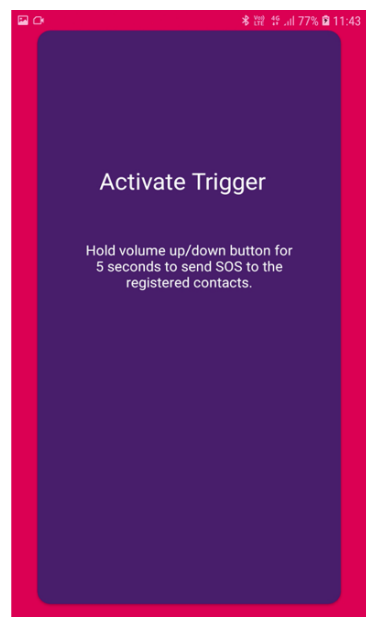 77% 11:43
Activate Trigger
Hold volume up/down button for
5 seconds to send SOS to the
registered contacts.